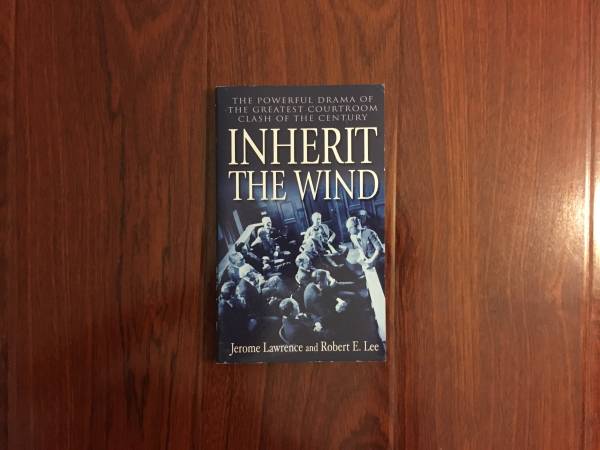 THE POWERFUL DRAMA OF
THE GREATEST COURTROOM
CLASH OF THE CENTURY
INHERIT
THE WIND
Jerome Lawrence and Robert E. Lee